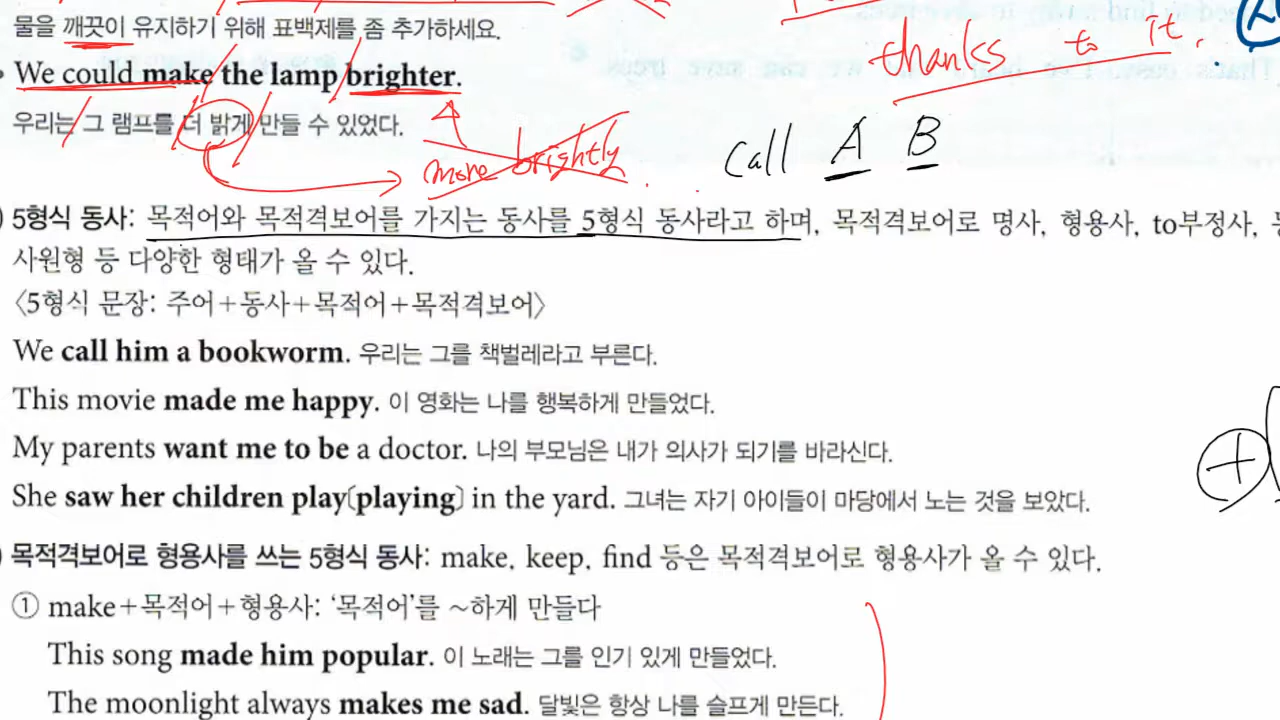 물을 깨끗이 유지하기 위해 표백제를 좀 추가하세요.
thanks to it.
We could make the lamp brighter.
우리는 그 램프를 더 밝게 만들 수 있었다.
more brightly
call A B
5형식 동사: 목적어와 목적격보어를 가지는 동사를 5형식 동사라고 하며, 목적격보어로 명사, 형용사, to부정사,
사원형 등 다양한 형태가 올 수 있다.
〈5형식 문장: 주어+동사+목적어+목적격보어〉
We call him a bookworm. 우리는 그를 책벌레라고 부른다.
This movie made me happy. 이 영화는 나를 행복하게 만들었다.
My parents want me to be a doctor. 나의 부모님은 내가 의사가 되기를 바라신다.
She saw her children play(playing) in the yard. 그녀는 자기 아이들이 마당에서 노는 것을 보았다.
목적격보어로 형용사를 쓰는 5형식 동사: make, keep, find 등은 목적격보어로 형용사가 올 수 있다.
① make+목적어+형용사: ‘목적어’를 ~하게 만들다
This song made him popular. 이 노래는 그를 인기 있게 만들었다.
The moonlight always makes me sad. 달빛은 항상 나를 슬프게 만든다.